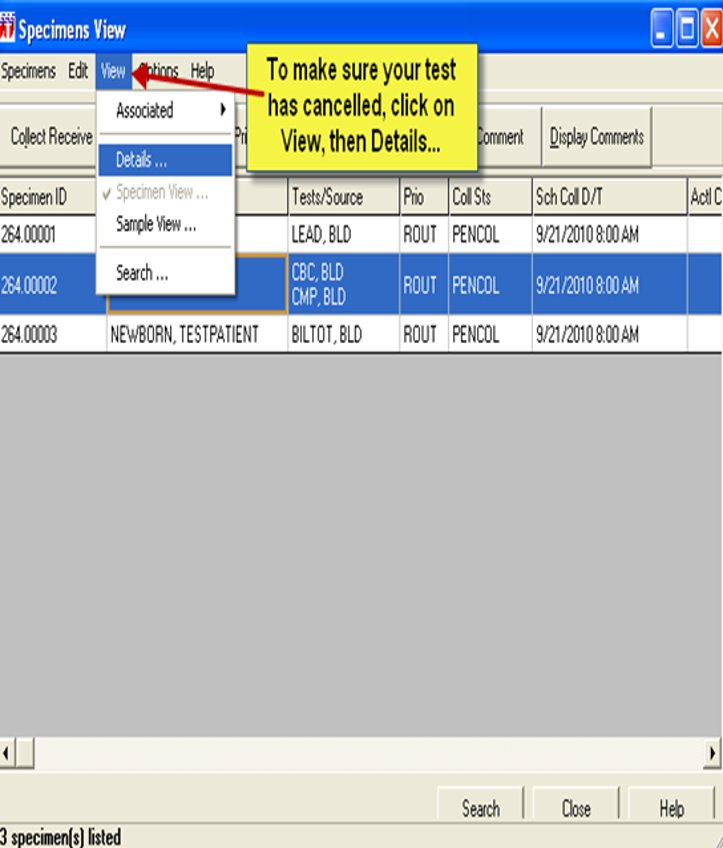 Specimens View
Specimens Edit View Options Help
To make sure your test
has cancelled, click on
View, then Details...
Collect Receive Comment Display Comments
Associated
Details ...
Specimen View ...
Sample View ...
Search ...
Specimen ID Tests/Source Prio Coll Sts Sch Coll D/T Actl C
264.00001 LEAD, BLD ROUT PENCOL 9/21/2010 8:00 AM
264.00002 CBC, BLD ROUT PENCOL 9/21/2010 8:00 AM
CMP, BLD
264.00003 NEWBORN, TESTPATIENT BILTOT, BLD ROUT PENCOL 9/21/2010 8:00 AM
Search Close Help
3 specimen(s) listed